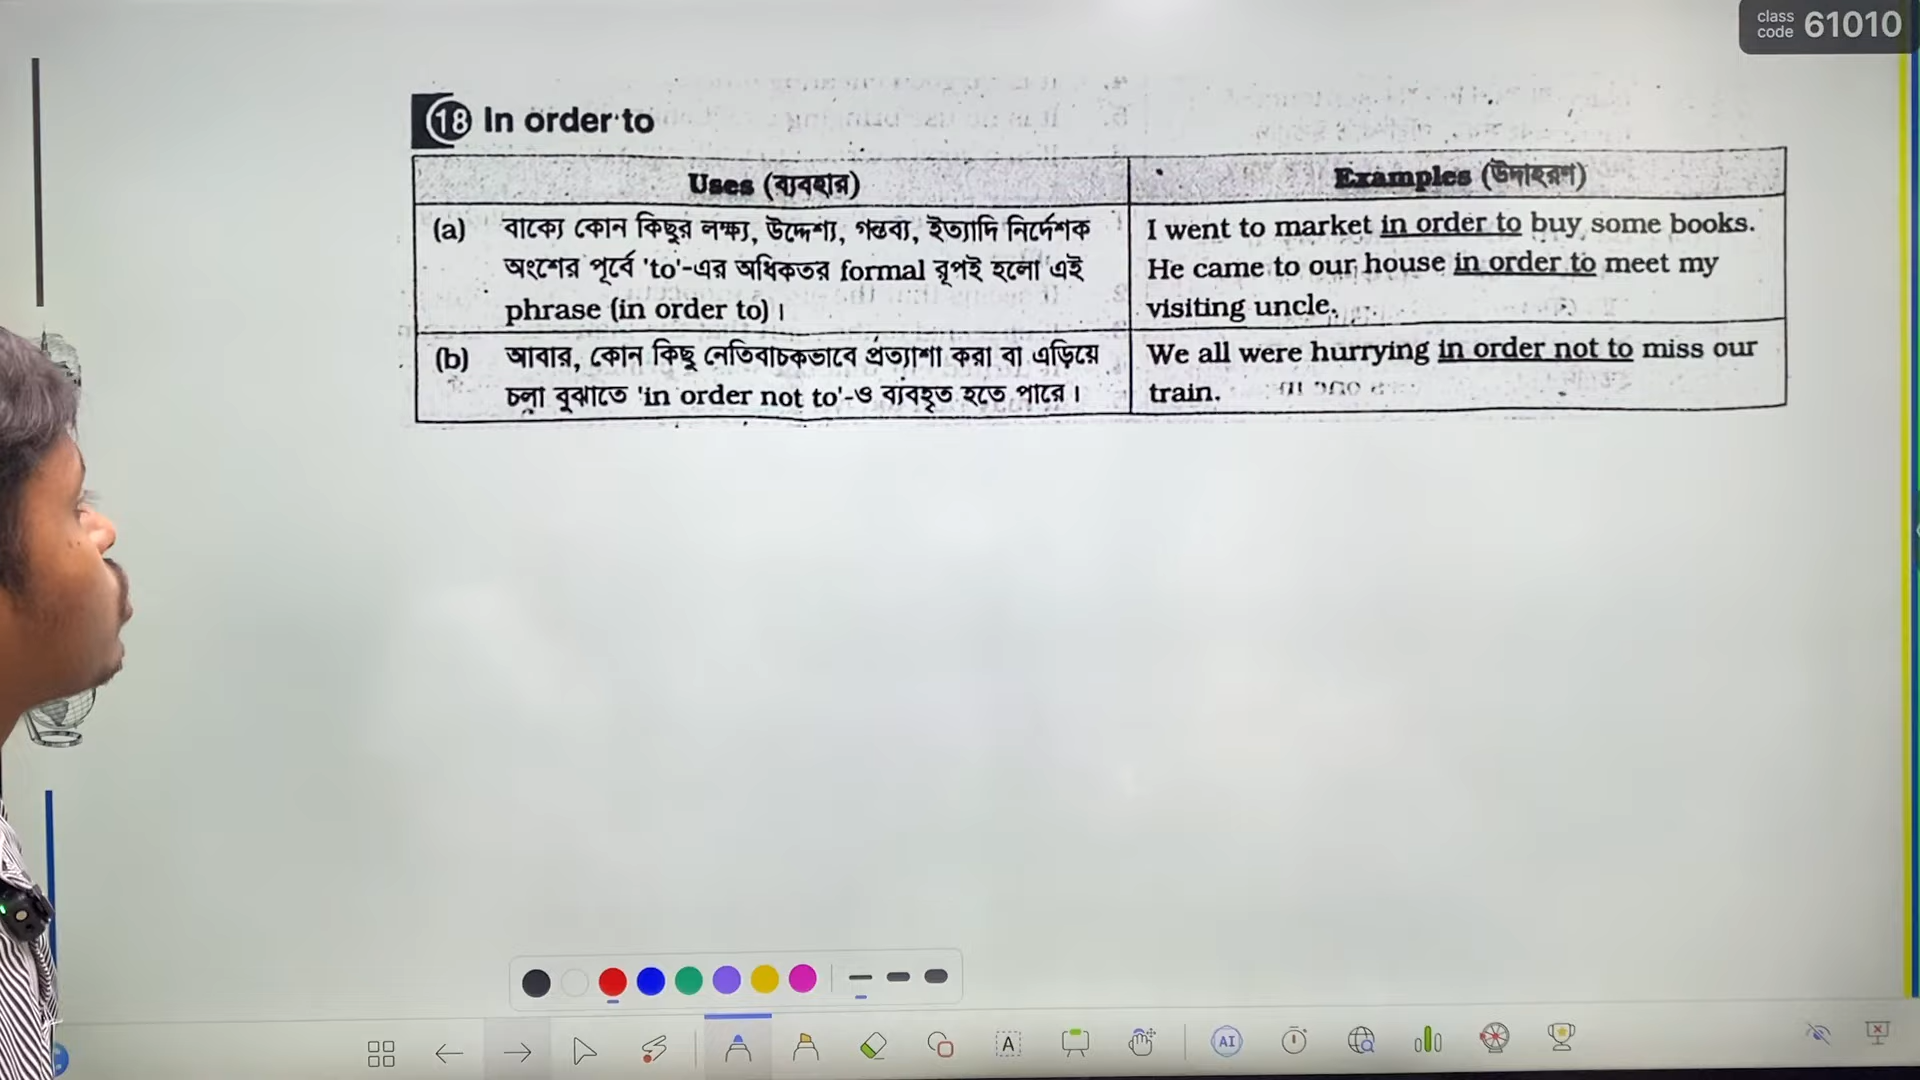 class code 61010
18 In order to
Uses (ব্যবহার)
Examples (উদাহরণ)
(a) বাক্যে কোন কিছুর লক্ষ্য, উদ্দেশ্য, গন্তব্য, ইত্যাদি নির্দেশক
অংশের পূর্বে 'to'-এর অধিকতর formal রূপই হলো এই
phrase (in order to)।
I went to market in order to buy some books.
He came to our house in order to meet my
visiting uncle.
(b) আবার, কোন কিছু নেতিবাচকভাবে প্রত্যাশা করা বা এড়িয়ে
চলা বুঝাতে 'in order not to'-ও ব্যবহৃত হতে পারে।
We all were hurrying in order not to miss our
train.
A
AI